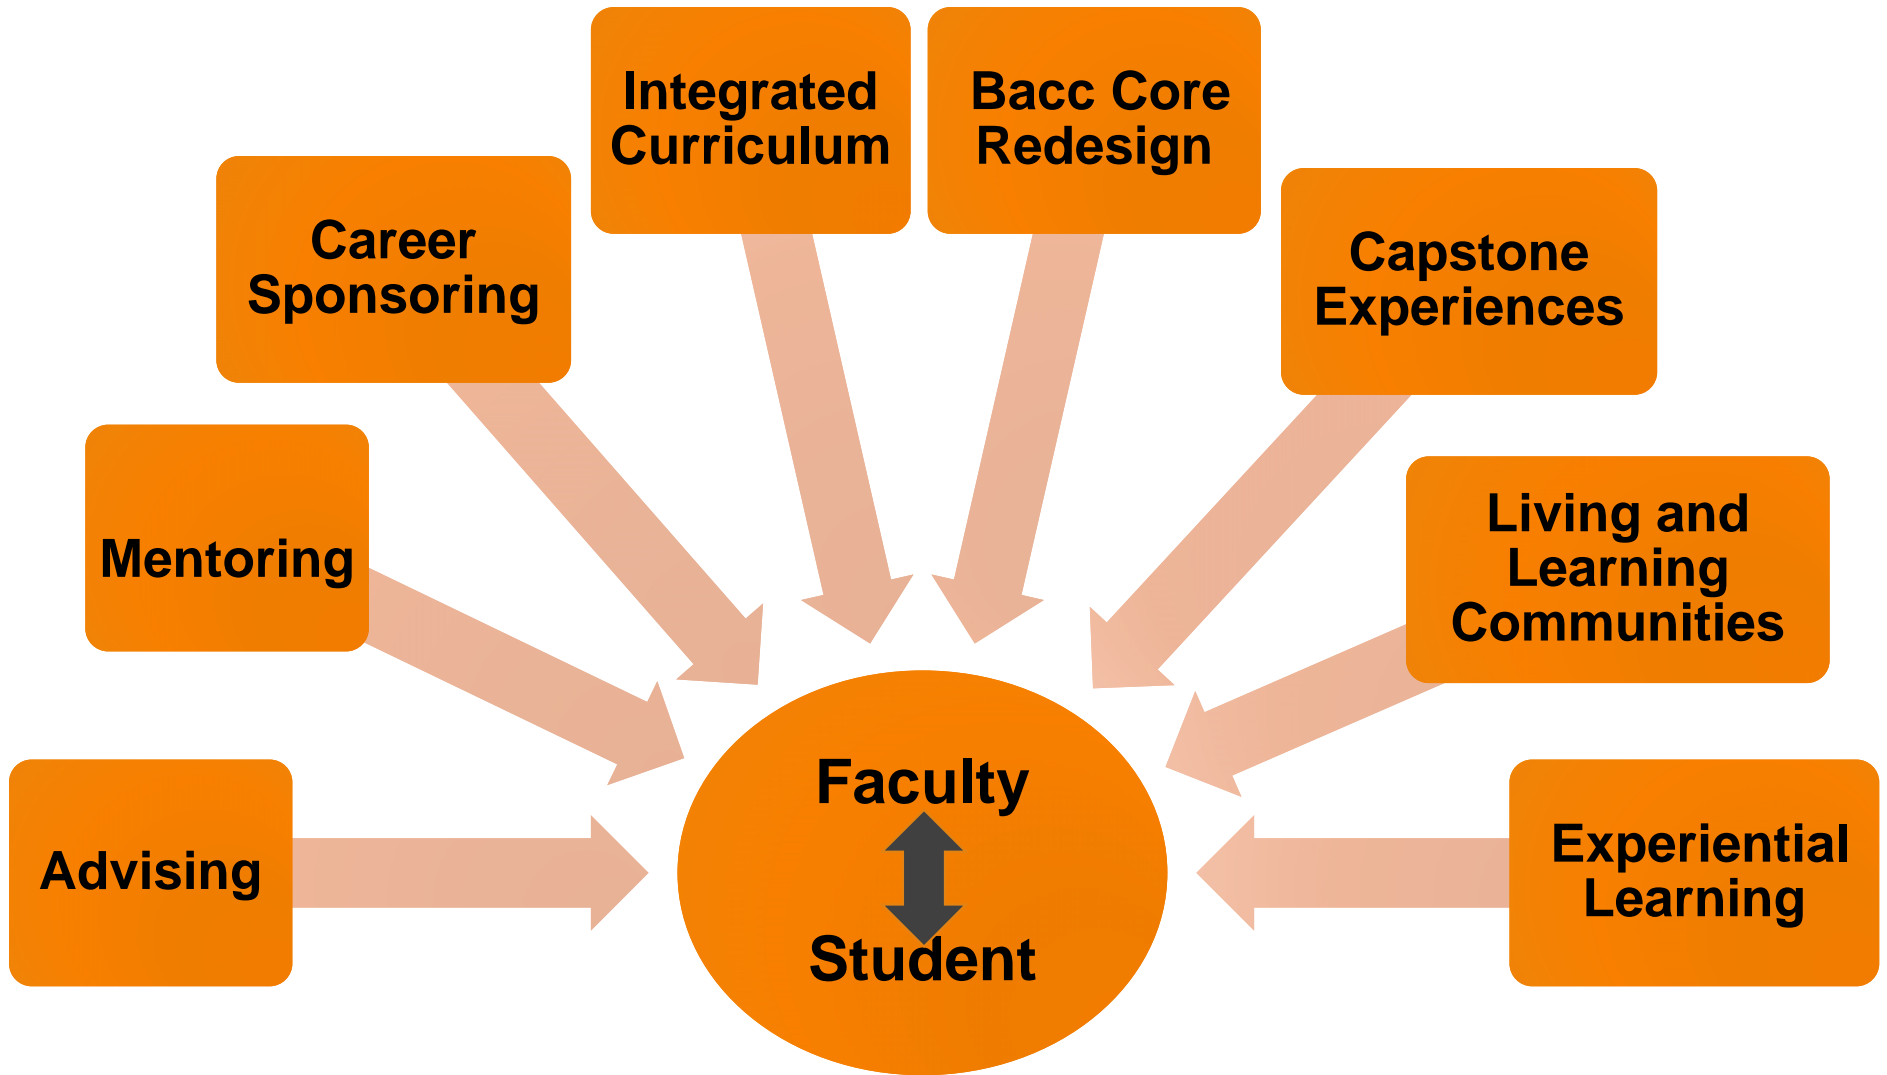 Integrated
Curriculum
Bacc Core
Redesign
Career
Sponsoring
Capstone
Experiences
Mentoring
Living and
Learning
Communities
Advising
Faculty
Student
Experiential
Learning